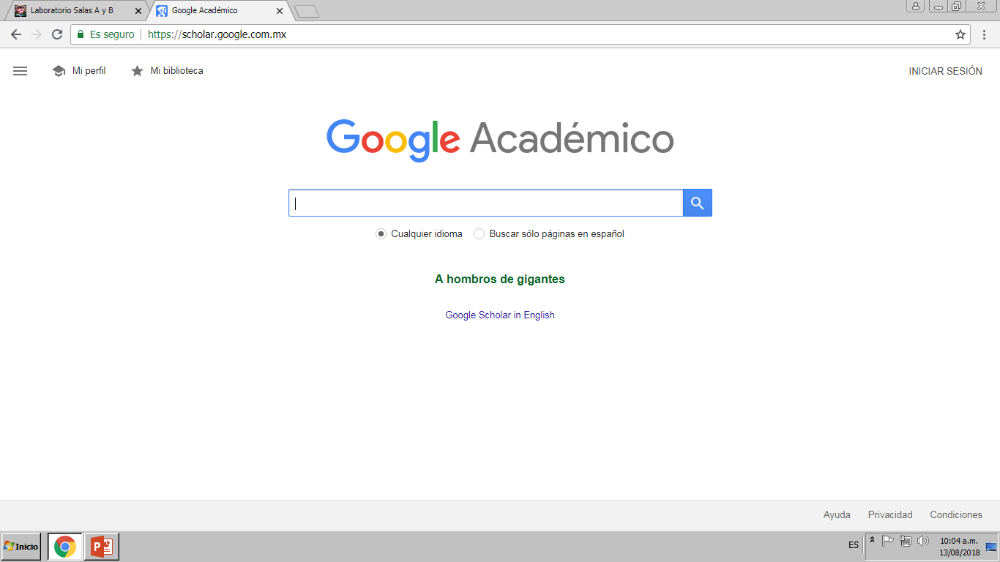 Laboratorio Salas A y B
Google Académico
Es seguro
https://scholar.google.com.mx
Mi perfil
Mi biblioteca
INICIAR SESIÓN
Google Académico
Cualquier idioma
Buscar sólo páginas en español
A hombros de gigantes
Google Scholar in English
Ayuda
Privacidad
Condiciones
Inicio
ES
10:04 a.m.
13/08/2018